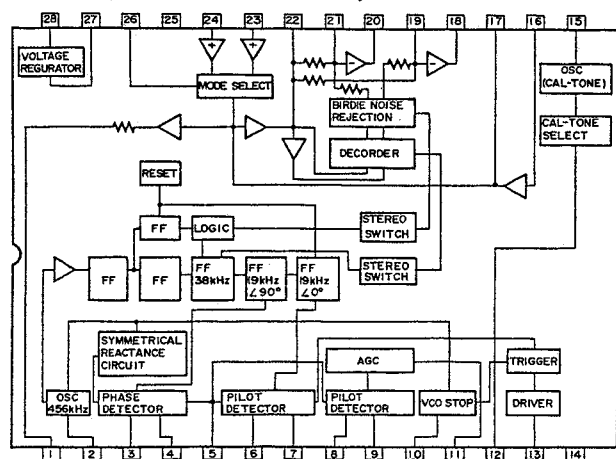 28 27 26 25 24 23 22 21 20 19 18 17 16 15
VOLTAGE
REGURATOR
+ +
MODE SELECT
- -
OSC
(CAL-TONE)
BIRDIE NOISE
REJECTION
CAL-TONE
SELECT
DECORDER
RESET
FF
LOGIC
STEREO
SWITCH
FF
FF
FF
38kHz
FF
19kHz
∠90°
FF
19kHz
∠0°
STEREO
SWITCH
SYMMETRICAL
REACTANCE
CIRCUIT
AGC
TRIGGER
OSC
456kHz
PHASE
DETECTOR
PILOT
DETECTOR
PILOT
DETECTOR
VCO STOP
DRIVER
1 2 3 4 5 6 7 8 9 10 11 12 13 14